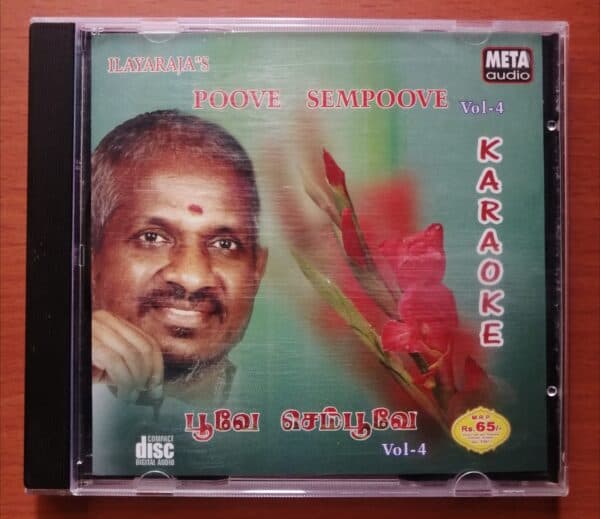 ILAYARAJA"S
META
audio
POOVE SEMPOOVE Vol-4
KARAOKE
பூவே செம்பூவே
Vol-4
M.R.P.
Rs.65/-
COMPACT
disc
DIGITAL AUDIO